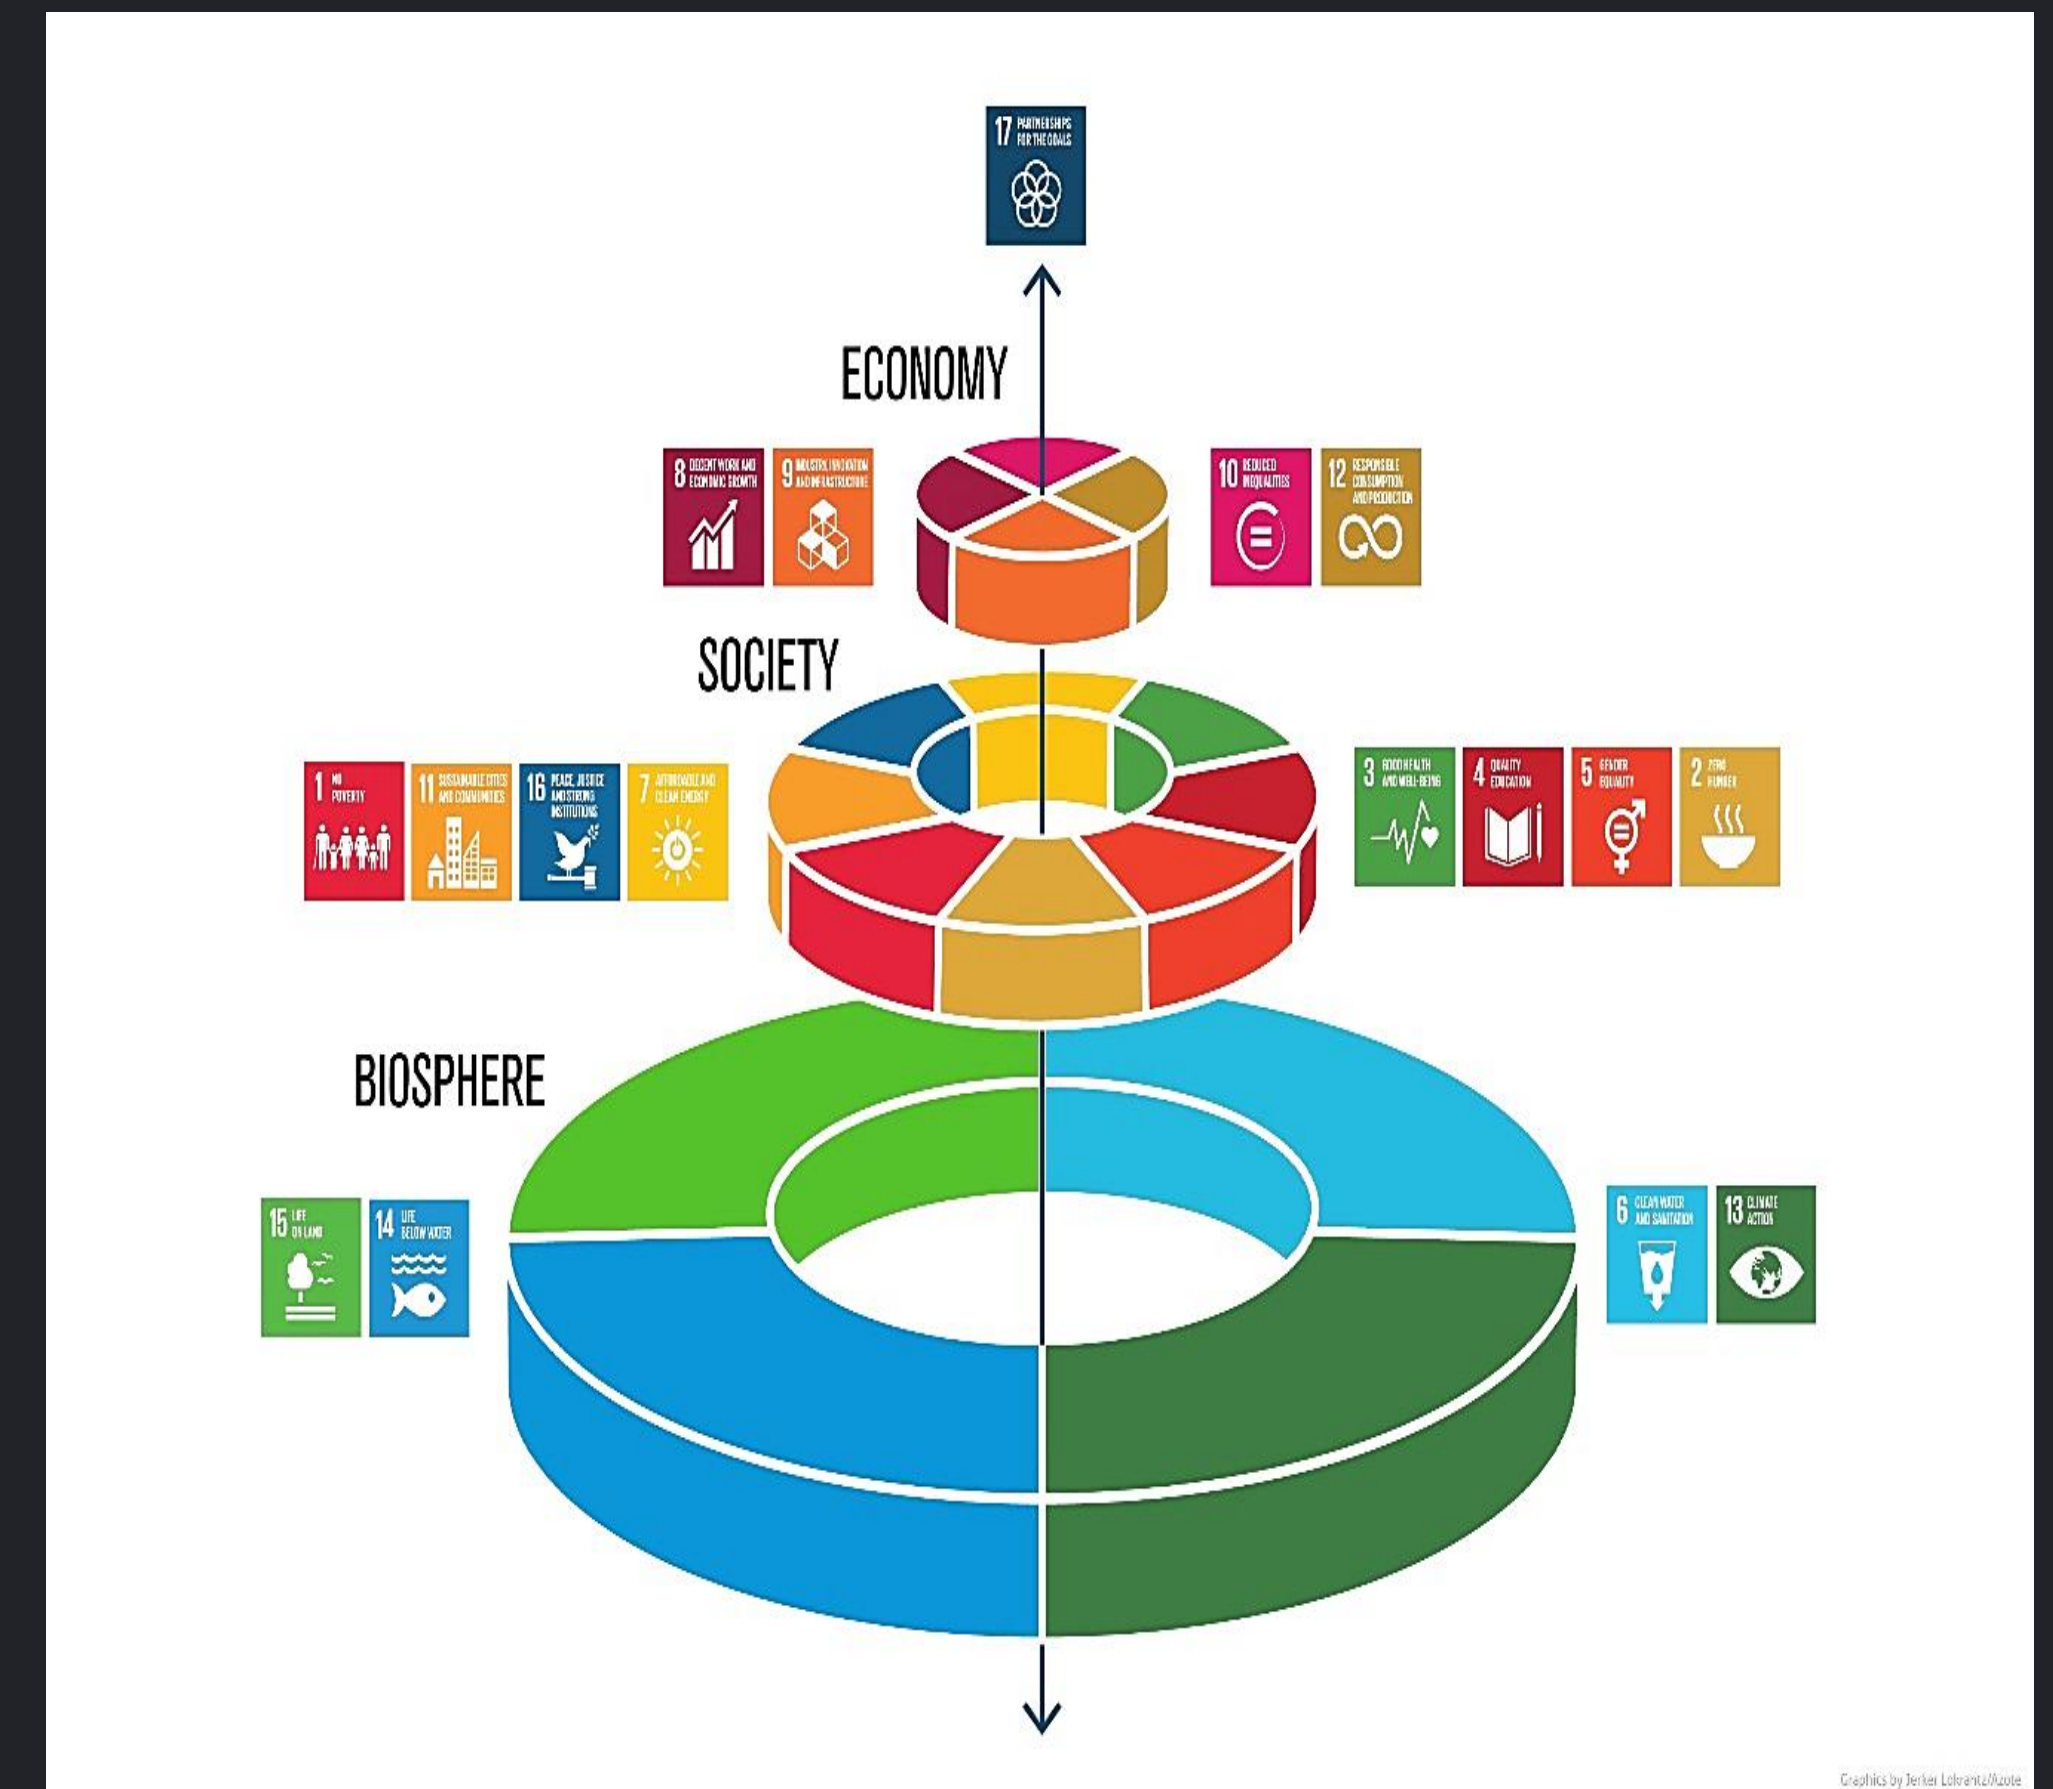 17 PARTNERSHIPS
FOR THE GOALS
ECONOMY
8 DECENT WORK AND
ECONOMIC GROWTH
9 INDUSTRY, INNOVATION
AND INFRASTRUCTURE
10 REDUCED
INEQUALITIES
12 RESPONSIBLE
CONSUMPTION
AND PRODUCTION
SOCIETY
1 NO
POVERTY
11 SUSTAINABLE CITIES
AND COMMUNITIES
16 PEACE, JUSTICE
AND STRONG
INSTITUTIONS
7 AFFORDABLE AND
CLEAN ENERGY
3 GOOD HEALTH
AND WELL-BEING
4 QUALITY
EDUCATION
5 GENDER
EQUALITY
2 ZERO
HUNGER
BIOSPHERE
15 LIFE
ON LAND
14 LIFE
BELOW WATER
6 CLEAN WATER
AND SANITATION
13 CLIMATE
ACTION
Graphics by Jerker Lokrantz/Azote